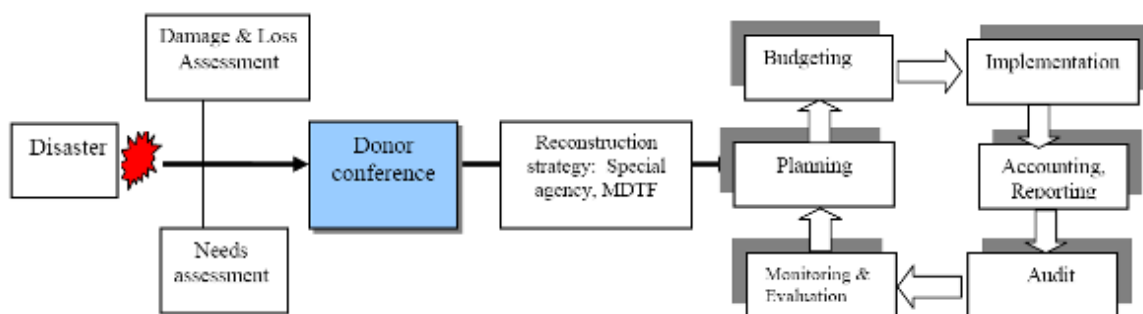 Damage & Loss
Assessment
Disaster
Needs
assessment
Donor
conference
Reconstruction
strategy: Special
agency, MDTF
Budgeting
Implementation
Planning
Accounting,
Reporting
Monitoring &
Evaluation
Audit